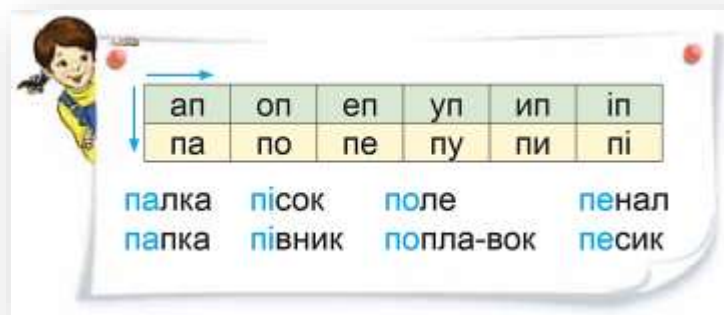 ап оп еп уп ип іп
па по пе пу пи пі
палка пісок поле пенал
папка півник попла-вок песик